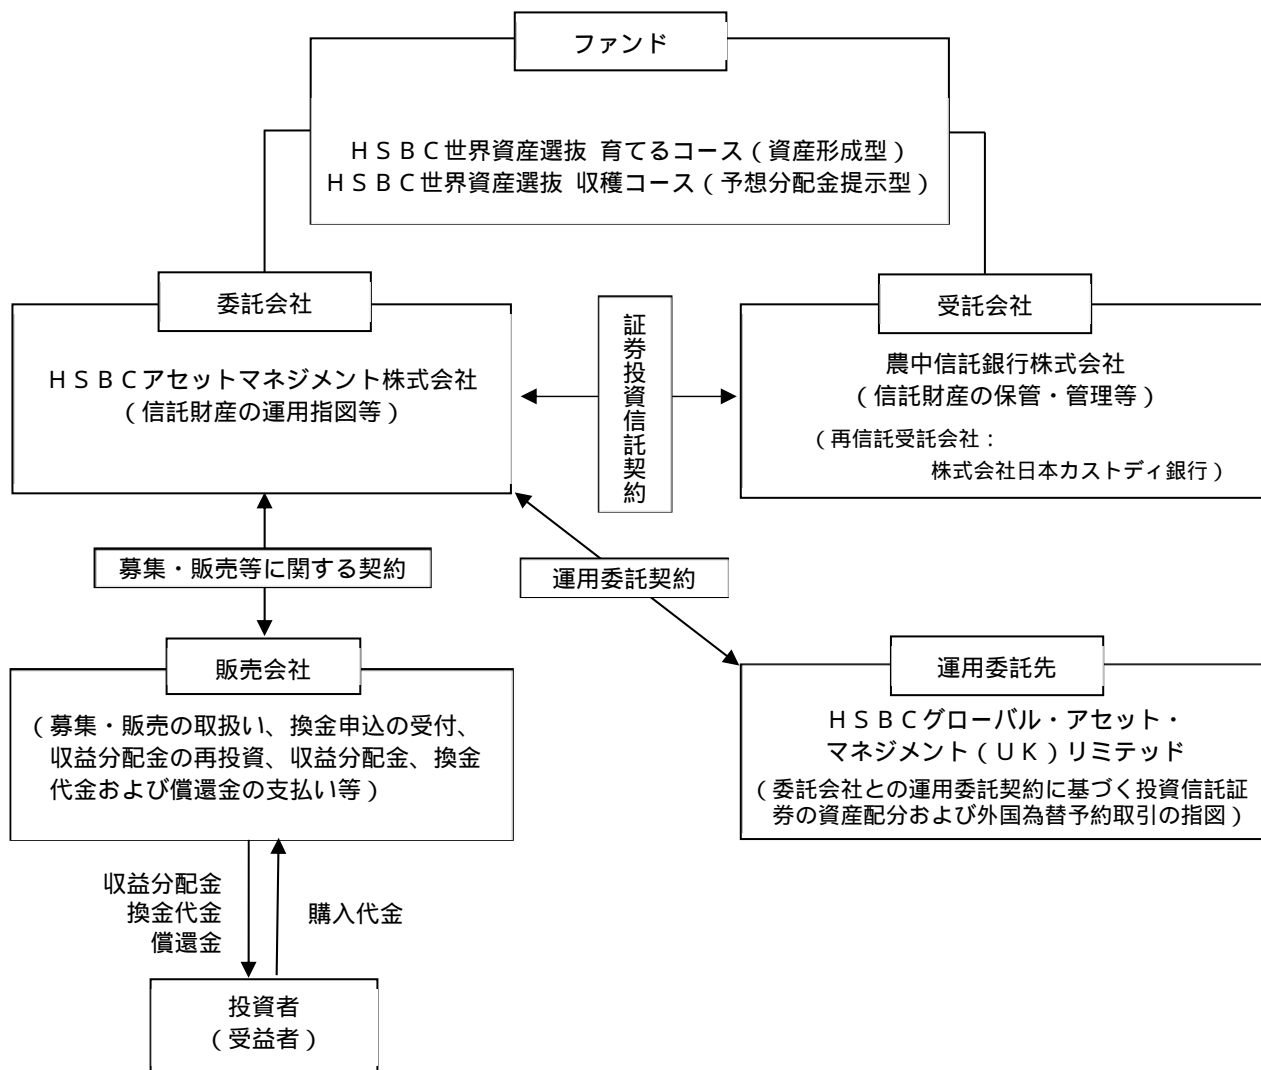 ファンド
ＨＳＢＣ世界資産選抜 育てるコース（資産形成型）
ＨＳＢＣ世界資産選抜 収穫コース（予想分配金提示型）
委託会社
ＨＳＢＣアセットマネジメント株式会社
（信託財産の運用指図等）
証券投資信託契約
受託会社
農中信託銀行株式会社
（信託財産の保管・管理等）
（再信託受託会社：
株式会社日本カストディ銀行）
募集・販売等に関する契約
運用委託契約
販売会社
（募集・販売の取扱い、換金申込の受付、
収益分配金の再投資、収益分配金、換金
代金および償還金の支払い等）
運用委託先
ＨＳＢＣグローバル・アセット・
マネジメント（ＵＫ）リミテッド
（委託会社との運用委託契約に基づく投資信託証
券の資産配分および外国為替予約取引の指図）
収益分配金
換金代金
償還金
購入代金
投資者
（受益者）